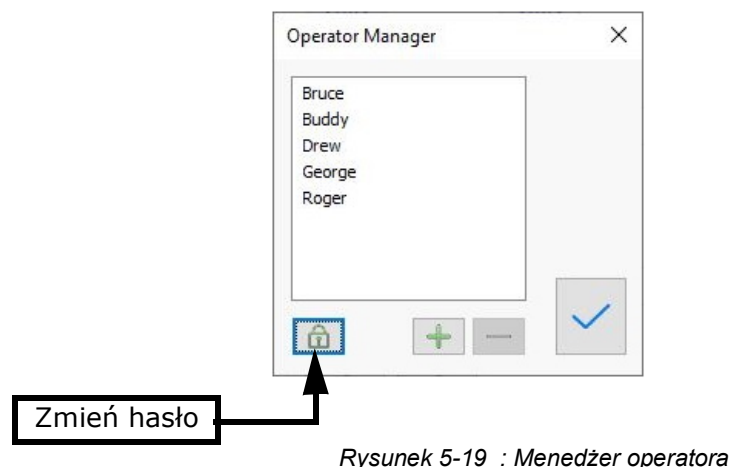 Operator Manager
Bruce
Buddy
Drew
George
Roger
Zmień hasło
Rysunek 5-19 : Menedżer operatora